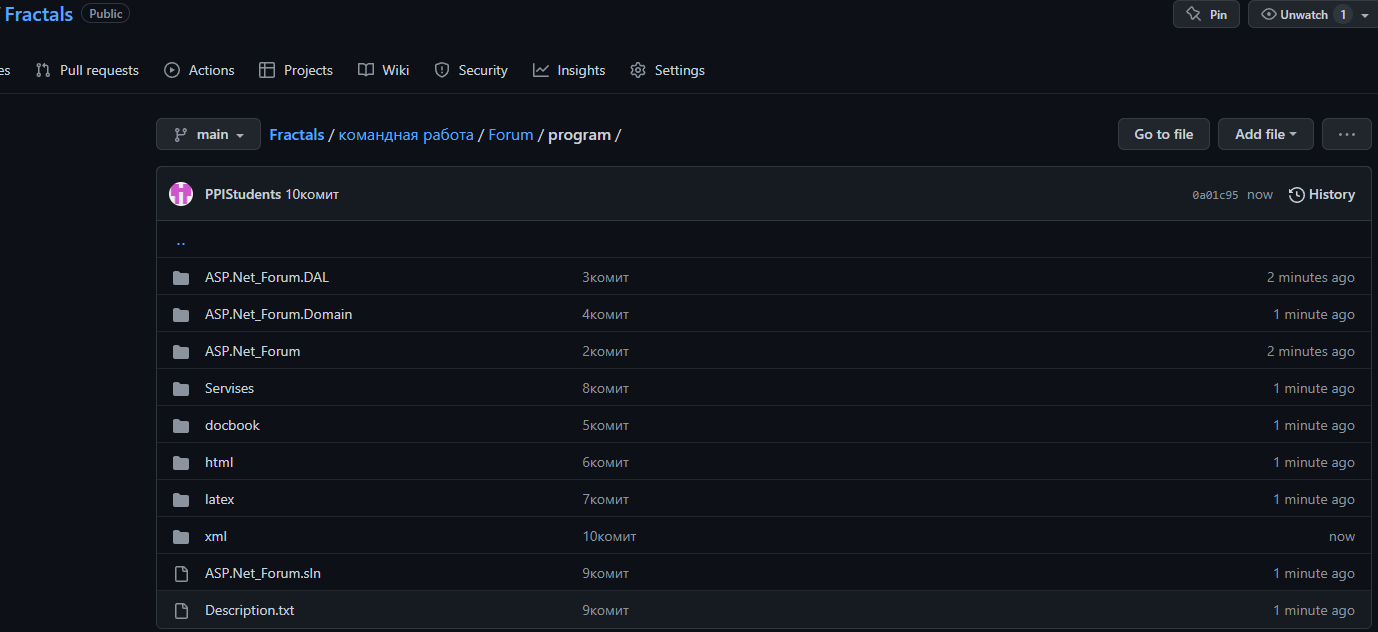 Fractals Public Pin Unwatch 1
es Pull requests Actions Projects Wiki Security Insights Settings
main Fractals / командная работа / Forum / program / Go to file Add file ...
PPIStudents 10комит 0a01c95 now History
..
ASP.Net_Forum.DAL 3комит 2 minutes ago
ASP.Net_Forum.Domain 4комит 1 minute ago
ASP.Net_Forum 2комит 2 minutes ago
Servises 8комит 1 minute ago
docbook 5комит 1 minute ago
html 6комит 1 minute ago
latex 7комит 1 minute ago
xml 10комит now
ASP.Net_Forum.sln 9комит 1 minute ago
Description.txt 9комит 1 minute ago